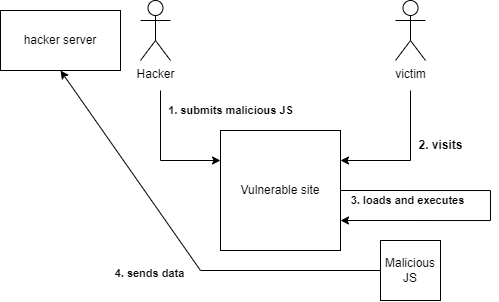 hacker server
Hacker
victim
1. submits malicious JS
2. visits
Vulnerable site
3. loads and executes
Malicious
JS
4. sends data